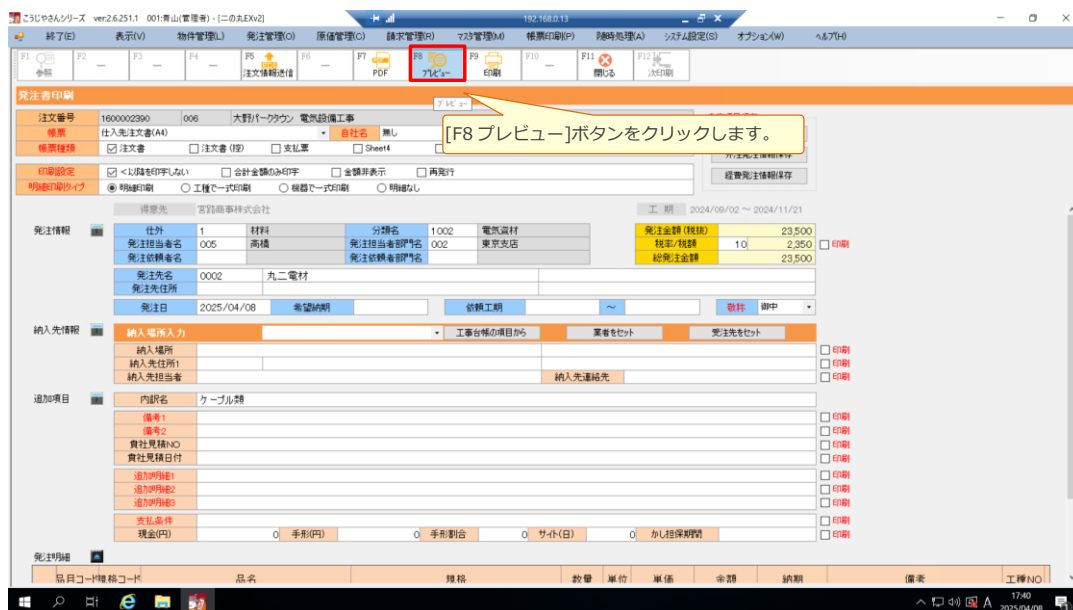 こうじやさんシリーズ ver:2.6.251.1 001:青山(管理者) - [二の丸EXv2] 192.168.0.13
終了(E) 表示(V) 物件管理(L) 発注管理(O) 原価管理(C) 請求管理(R) マスタ管理(M) 帳票印刷(P) 随時処理(A) システム設定(S) オプション(W) ヘルプ(H)
F1 参照 F2 F3 F4 F5 注文情報送信 F6 F7 PDF F8 プレビュー F9 印刷 F10 F11 閉じる F12 次印刷
発注書印刷
プレビュー
[F8 プレビュー]ボタンをクリックします。
注文番号 1600002390 006 大野パークタウン 電気設備工事
帳票 仕入先注文書(A4) 自社名 無し
帳票種類 注文書 注文書(控) 支払票 Sheet4
外注発注情報保存
印刷設定 <以降を印字しない 合計金額のみ印字 金額非表示 再発行 経費発注情報保存
明細印刷タイプ 明細印刷 工種で一式印刷 機器で一式印刷 明細なし
得意先 宮路商事株式会社 工 期 2024/09/02 ～ 2024/11/21
発注情報 仕外 1 材料 分類名 1002 電気資材 発注金額(税抜) 23,500
発注担当者名 005 高橋 発注担当者部門名 002 東京支店 税率/税額 10 2,350 印刷
発注依頼者名 発注依頼者部門名 総発注金額 23,500
発注先名 0002 丸二電材
発注先住所
発注日 2025/04/08 希望納期 依頼工期 ～ 敬称 御中
納入先情報 納入場所入力 工事台帳の項目から 業者をセット 受注先をセット
納入場所 印刷
納入先住所1 印刷
納入先担当者 納入先連絡先 印刷
追加項目 内訳名 ケーブル類
備考1 印刷
備考2 印刷
貴社見積NO 印刷
貴社見積日付 印刷
追加明細1 印刷
追加明細2 印刷
追加明細3 印刷
支払条件 印刷
現金(円) 0 手形(円) 0 手形割合 0 サイト(日) 0 かし担保期間 印刷
発注明細
品目コード 規格コード 品名 規格 数量 単位 単価 金額 納期 備考 工種NO
A 17:40
2025/04/08